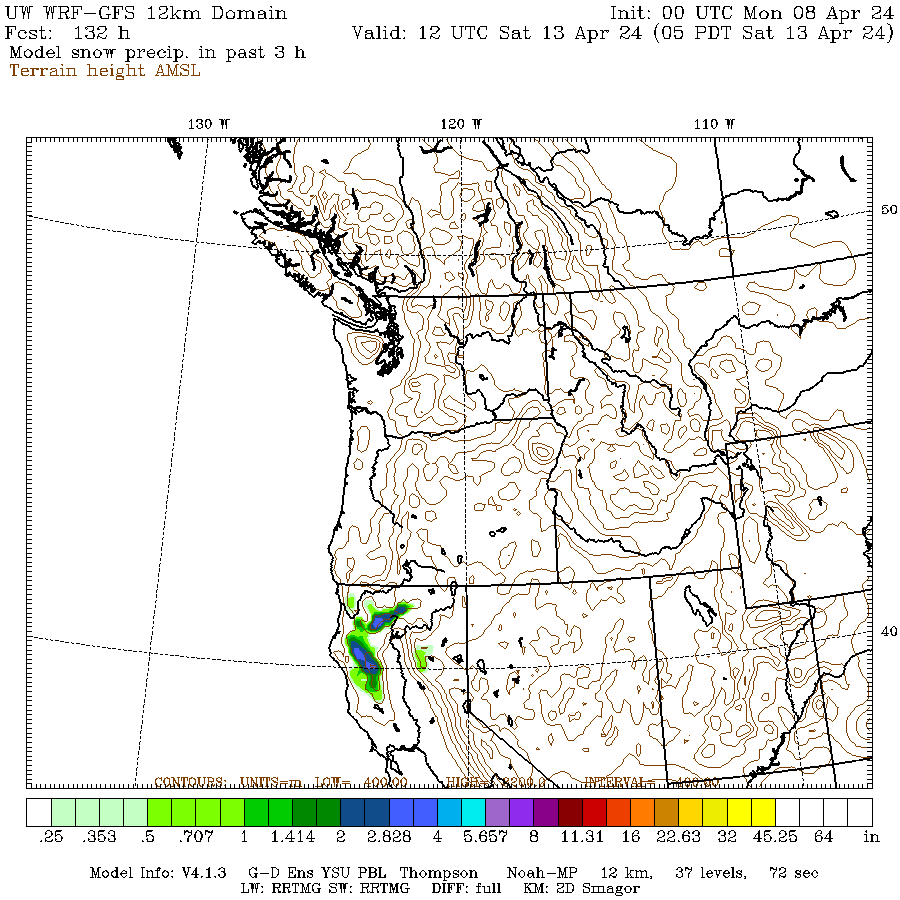 UW WRF-GFS 12km Domain Init: 00 UTC Mon 08 Apr 24
Fcst: 132 h Valid: 12 UTC Sat 13 Apr 24 (05 PDT Sat 13 Apr 24)
Model snow precip. in past 3 h
Terrain height AMSL
130 W 120 W 110 W
50
40
CONTOURS: UNITS=m LOW= 400.00 HIGH= 3200.0 INTERVAL= 400.00
.25 .353 .5 .707 1 1.414 2 2.828 4 5.657 8 11.31 16 22.63 32 45.25 64 in
Model Info: V4.1.3 G-D Ens YSU PBL Thompson Noah-MP 12 km, 37 levels, 72 sec
LW: RRTMG SW: RRTMG DIFF: full KM: 2D Smagor